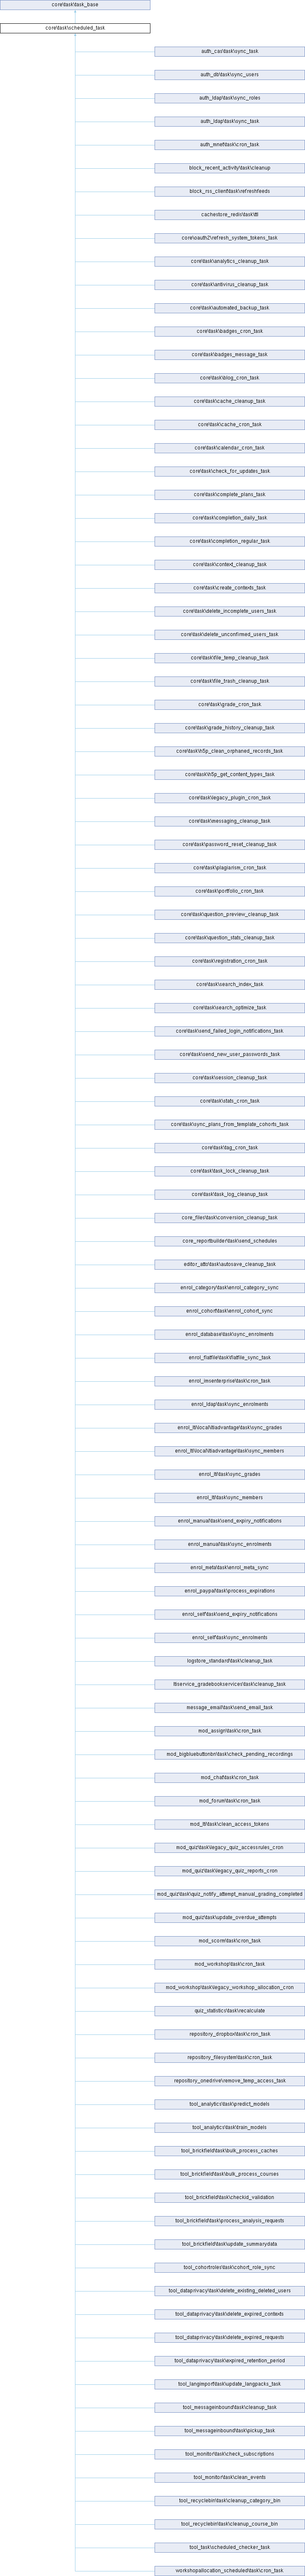 core\task\task_base
core\task\scheduled_task
auth_cas\task\sync_task
auth_db\task\sync_users
auth_ldap\task\sync_roles
auth_ldap\task\sync_task
auth_mnet\task\cron_task
block_recent_activity\task\cleanup
block_rss_client\task\refreshfeeds
cachestore_redis\task\ttl
core\oauth2\refresh_system_tokens_task
core\task\analytics_cleanup_task
core\task\antivirus_cleanup_task
core\task\automated_backup_task
core\task\badges_cron_task
core\task\badges_message_task
core\task\blog_cron_task
core\task\cache_cleanup_task
core\task\cache_cron_task
core\task\calendar_cron_task
core\task\check_for_updates_task
core\task\complete_plans_task
core\task\completion_daily_task
core\task\completion_regular_task
core\task\context_cleanup_task
core\task\create_contexts_task
core\task\delete_incomplete_users_task
core\task\delete_unconfirmed_users_task
core\task\file_temp_cleanup_task
core\task\file_trash_cleanup_task
core\task\grade_cron_task
core\task\grade_history_cleanup_task
core\task\h5p_clean_orphaned_records_task
core\task\h5p_get_content_types_task
core\task\legacy_plugin_cron_task
core\task\messaging_cleanup_task
core\task\password_reset_cleanup_task
core\task\plagiarism_cron_task
core\task\portfolio_cron_task
core\task\question_preview_cleanup_task
core\task\question_stats_cleanup_task
core\task\registration_cron_task
core\task\search_index_task
core\task\search_optimize_task
core\task\send_failed_login_notifications_task
core\task\send_new_user_passwords_task
core\task\session_cleanup_task
core\task\stats_cron_task
core\task\sync_plans_from_template_cohorts_task
core\task\tag_cron_task
core\task\task_lock_cleanup_task
core\task\task_log_cleanup_task
core_files\task\conversion_cleanup_task
core_reportbuilder\task\send_schedules
editor_atto\task\autosave_cleanup_task
enrol_category\task\enrol_category_sync
enrol_cohort\task\enrol_cohort_sync
enrol_database\task\sync_enrolments
enrol_flatfile\task\flatfile_sync_task
enrol_imsenterprise\task\cron_task
enrol_ldap\task\sync_enrolments
enrol_lti\local\ltiadvantage\task\sync_grades
enrol_lti\local\ltiadvantage\task\sync_members
enrol_lti\task\sync_grades
enrol_lti\task\sync_members
enrol_manual\task\send_expiry_notifications
enrol_manual\task\sync_enrolments
enrol_meta\task\enrol_meta_sync
enrol_paypal\task\process_expirations
enrol_self\task\send_expiry_notifications
enrol_self\task\sync_enrolments
logstore_standard\task\cleanup_task
ltiservice_gradebookservices\task\cleanup_task
message_email\task\send_email_task
mod_assign\task\cron_task
mod_bigbluebuttonbn\task\check_pending_recordings
mod_chat\task\cron_task
mod_forum\task\cron_task
mod_lti\task\clean_access_tokens
mod_quiz\task\legacy_quiz_accessrules_cron
mod_quiz\task\legacy_quiz_reports_cron
mod_quiz\task\quiz_notify_attempt_manual_grading_completed
mod_quiz\task\update_overdue_attempts
mod_scorm\task\cron_task
mod_workshop\task\cron_task
mod_workshop\task\legacy_workshop_allocation_cron
quiz_statistics\task\recalculate
repository_dropbox\task\cron_task
repository_filesystem\task\cron_task
repository_onedrive\remove_temp_access_task
tool_analytics\task\predict_models
tool_analytics\task\train_models
tool_brickfield\task\bulk_process_caches
tool_brickfield\task\bulk_process_courses
tool_brickfield\task\checkid_validation
tool_brickfield\task\process_analysis_requests
tool_brickfield\task\update_summarydata
tool_cohortroles\task\cohort_role_sync
tool_dataprivacy\task\delete_existing_deleted_users
tool_dataprivacy\task\delete_expired_contexts
tool_dataprivacy\task\delete_expired_requests
tool_dataprivacy\task\expired_retention_period
tool_langimport\task\update_langpacks_task
tool_messageinbound\task\cleanup_task
tool_messageinbound\task\pickup_task
tool_monitor\task\check_subscriptions
tool_monitor\task\clean_events
tool_recyclebin\task\cleanup_category_bin
tool_recyclebin\task\cleanup_course_bin
tool_task\scheduled_checker_task
workshopallocation_scheduled\task\cron_task